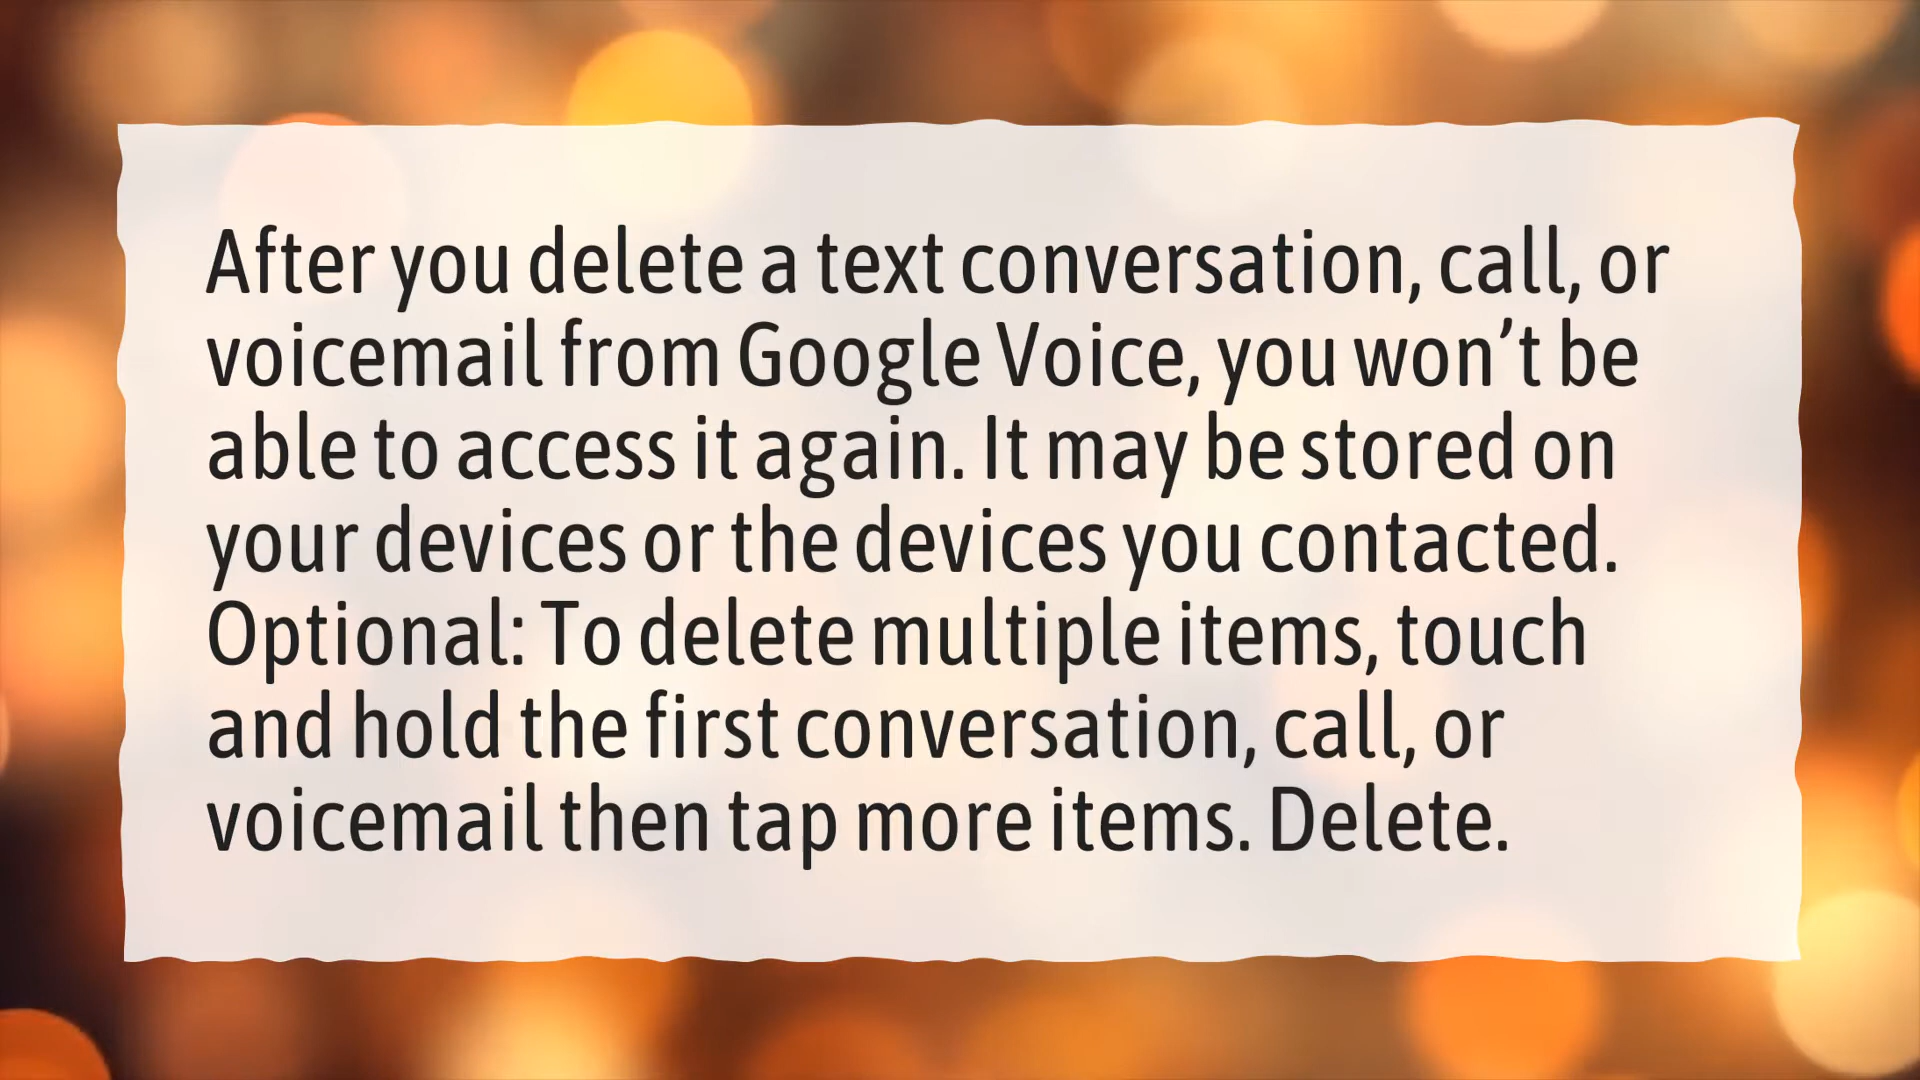 After you delete a text conversation, call, or
voicemail from Google Voice, you won’t be
able to access it again. It may be stored on
your devices or the devices you contacted.
Optional: To delete multiple items, touch
and hold the first conversation, call, or
voicemail then tap more items. Delete.